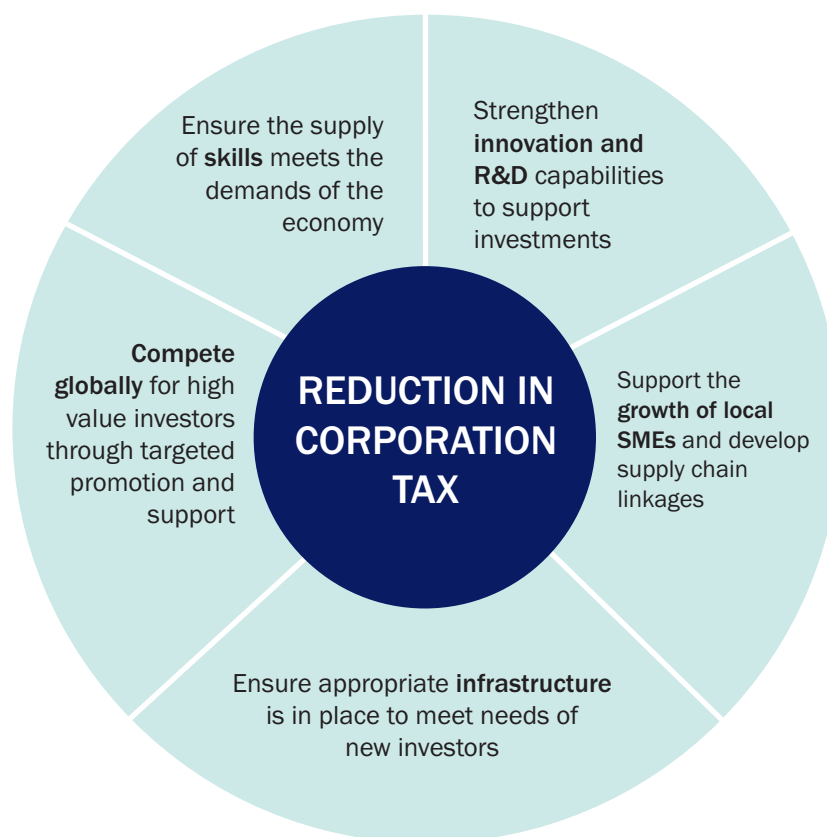 Ensure the supply
of skills meets the
demands of the
economy
Strengthen
innovation and
R&D capabilities
to support
investments
Compete
globally for high
value investors
through targeted
promotion and
support
REDUCTION IN
CORPORATION
TAX
Support the
growth of local
SMEs and develop
supply chain
linkages
Ensure appropriate infrastructure
is in place to meet needs of
new investors